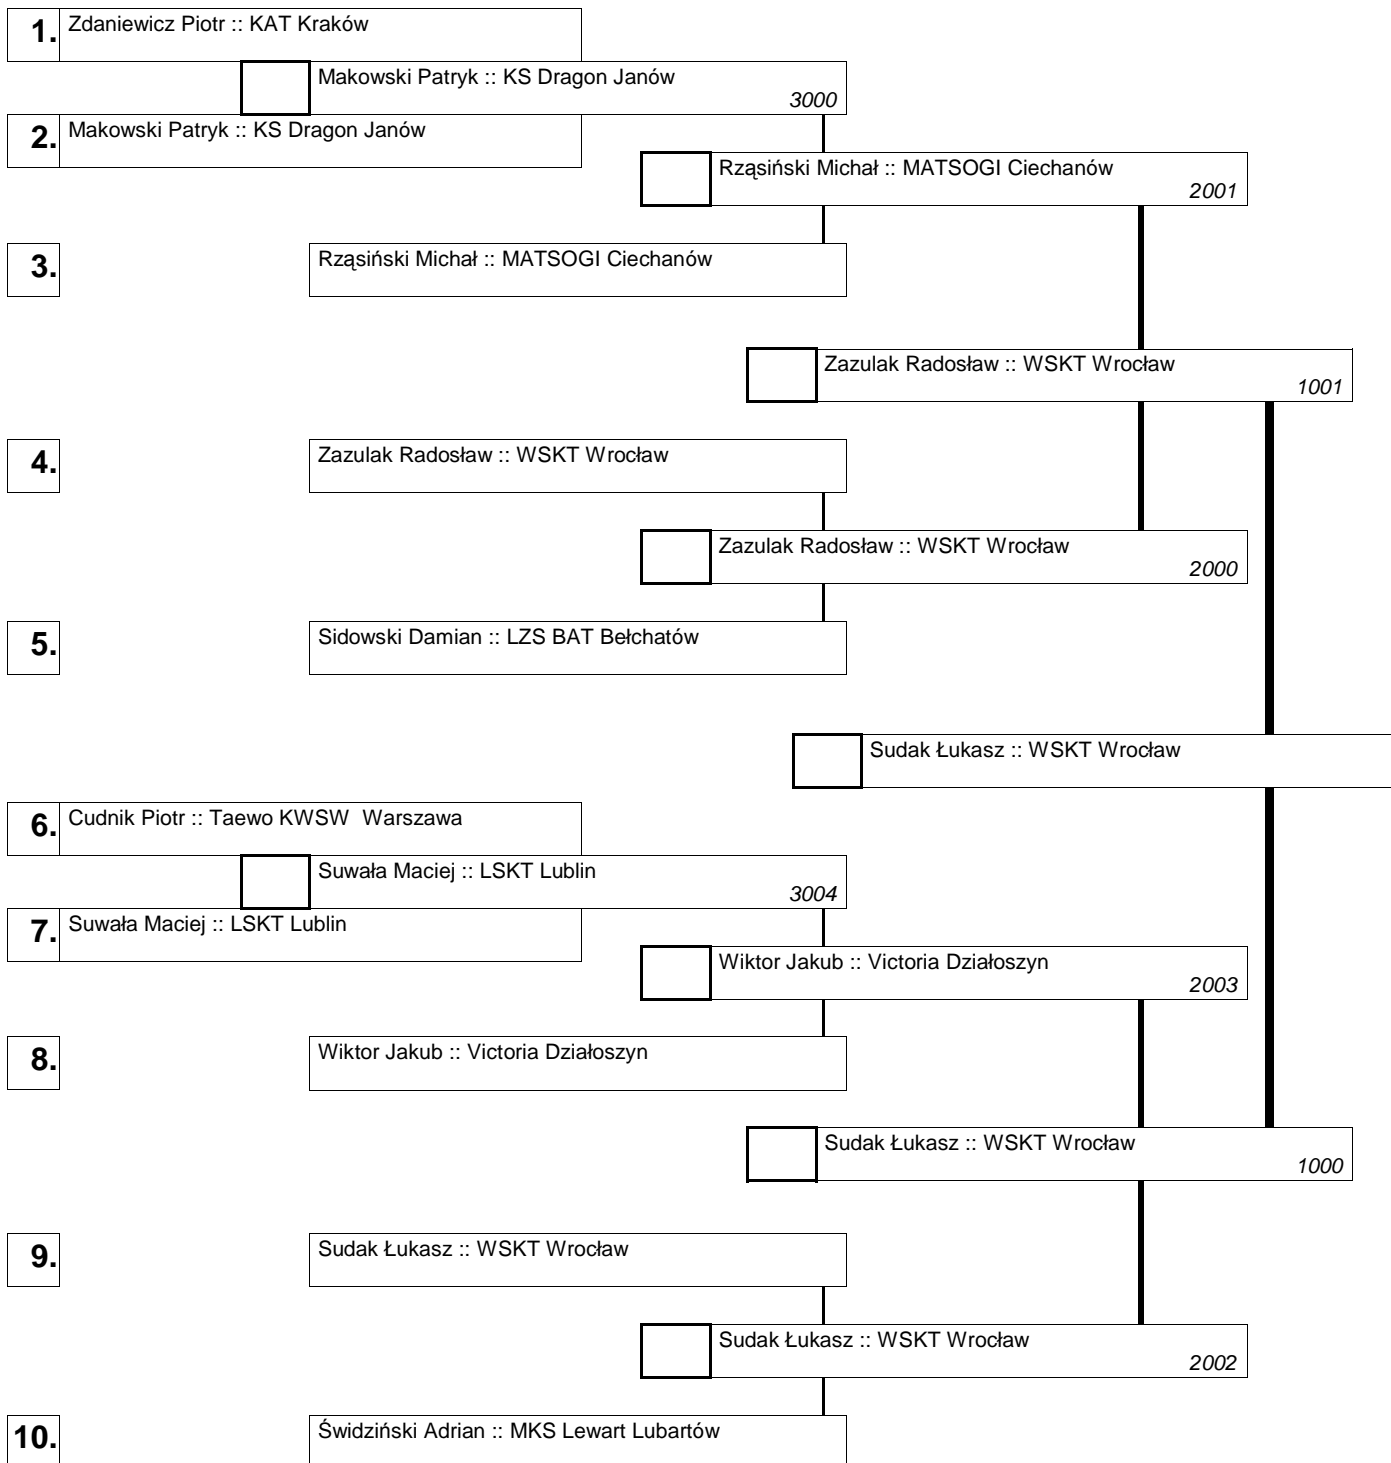 1. Zdaniewicz Piotr :: KAT Kraków
Makowski Patryk :: KS Dragon Janów
3000
2. Makowski Patryk :: KS Dragon Janów
Rząsiński Michał :: MATSOGI Ciechanów
2001
3. Rząsiński Michał :: MATSOGI Ciechanów
Zazulak Radosław :: WSKT Wrocław
1001
4. Zazulak Radosław :: WSKT Wrocław
Zazulak Radosław :: WSKT Wrocław
2000
5. Sidowski Damian :: LZS BAT Bełchatów
Sudak Łukasz :: WSKT Wrocław
6. Cudnik Piotr :: Taewo KWSW  Warszawa
Suwała Maciej :: LSKT Lublin
3004
7. Suwała Maciej :: LSKT Lublin
Wiktor Jakub :: Victoria Działoszyn
2003
8. Wiktor Jakub :: Victoria Działoszyn
Sudak Łukasz :: WSKT Wrocław
1000
9. Sudak Łukasz :: WSKT Wrocław
Sudak Łukasz :: WSKT Wrocław
2002
10. Świdziński Adrian :: MKS Lewart Lubartów